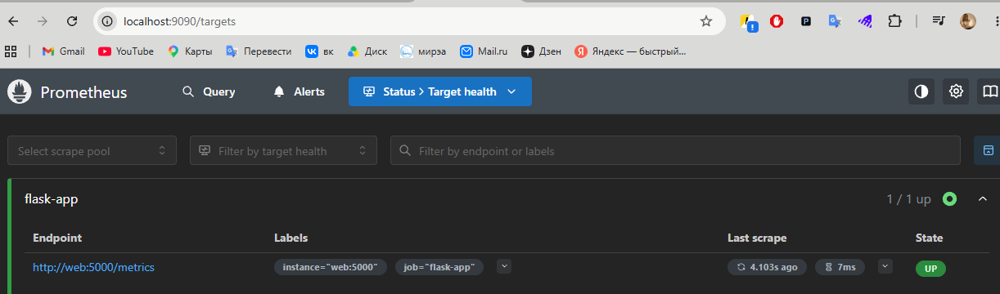 localhost:9090/targets
Gmail YouTube Карты Перевести вк Диск мирэа Mail.ru Дзен Яндекс — быстрый...
Prometheus Query Alerts Status > Target health
Select scrape pool Filter by target health Filter by endpoint or labels
flask-app 1 / 1 up
Endpoint Labels Last scrape State
http://web:5000/metrics instance="web:5000" job="flask-app" 4.103s ago 7ms UP